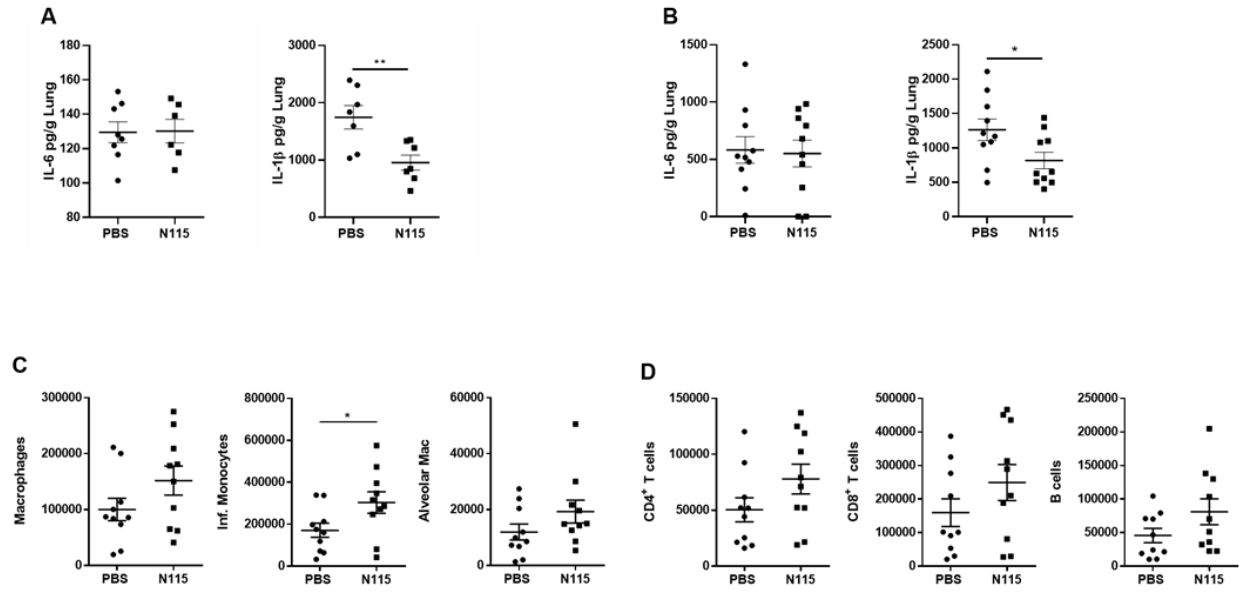 A
IL-6 pg/g Lung
180
160
140
120
100
80
PBS
N115
IL-1β pg/g Lung
3000
2000
1000
0
**
PBS
N115
B
IL-6 pg/g Lung
1500
1000
500
0
PBS
N115
IL-1β pg/g Lung
2500
2000
1500
1000
500
0
*
PBS
N115
C
Macrophages
300000
200000
100000
0
PBS
N115
Inf. Monocytes
800000
600000
400000
200000
0
*
PBS
N115
Alveolar Mac
60000
40000
20000
0
PBS
N115
D
CD4+ T cells
150000
100000
50000
0
PBS
N115
CD8+ T cells
500000
400000
300000
200000
100000
0
PBS
N115
B cells
250000
200000
150000
100000
50000
0
PBS
N115